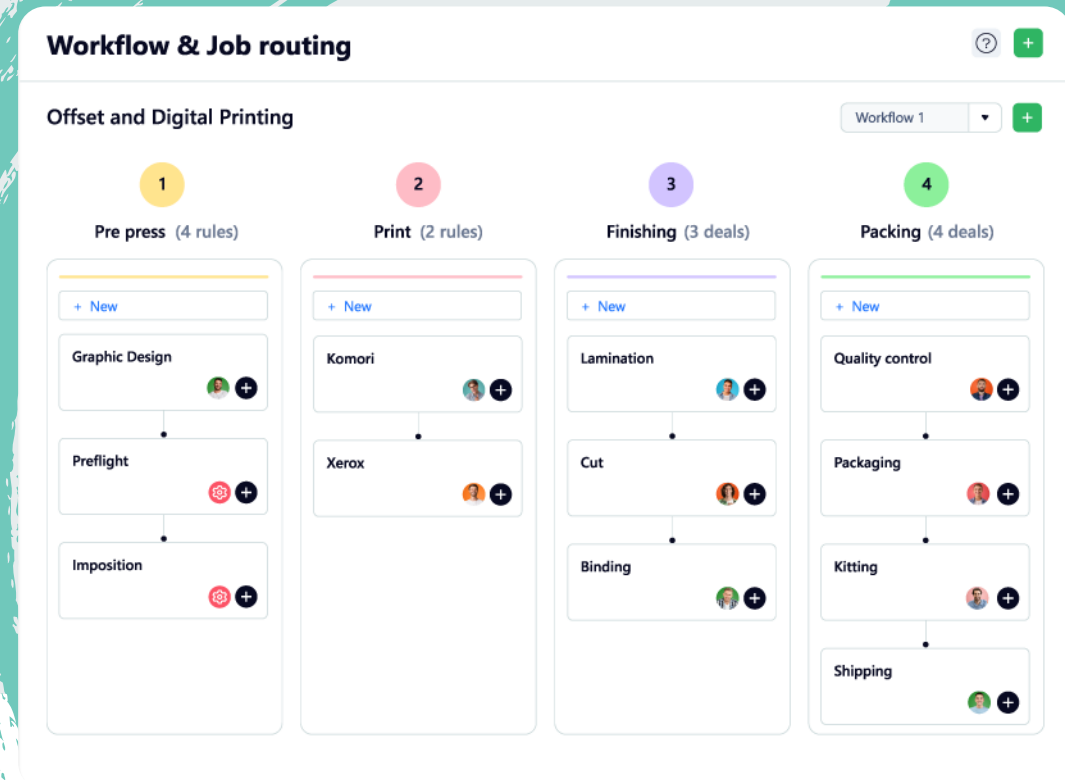 Workflow & Job routing
?
+
Offset and Digital Printing
Workflow 1
+
1
2
3
4
Pre press (4 rules)
Print (2 rules)
Finishing (3 deals)
Packing (4 deals)
+ New
+ New
+ New
+ New
Graphic Design
Komori
Lamination
Quality control
Preflight
Xerox
Cut
Packaging
Imposition
Binding
Kitting
Shipping